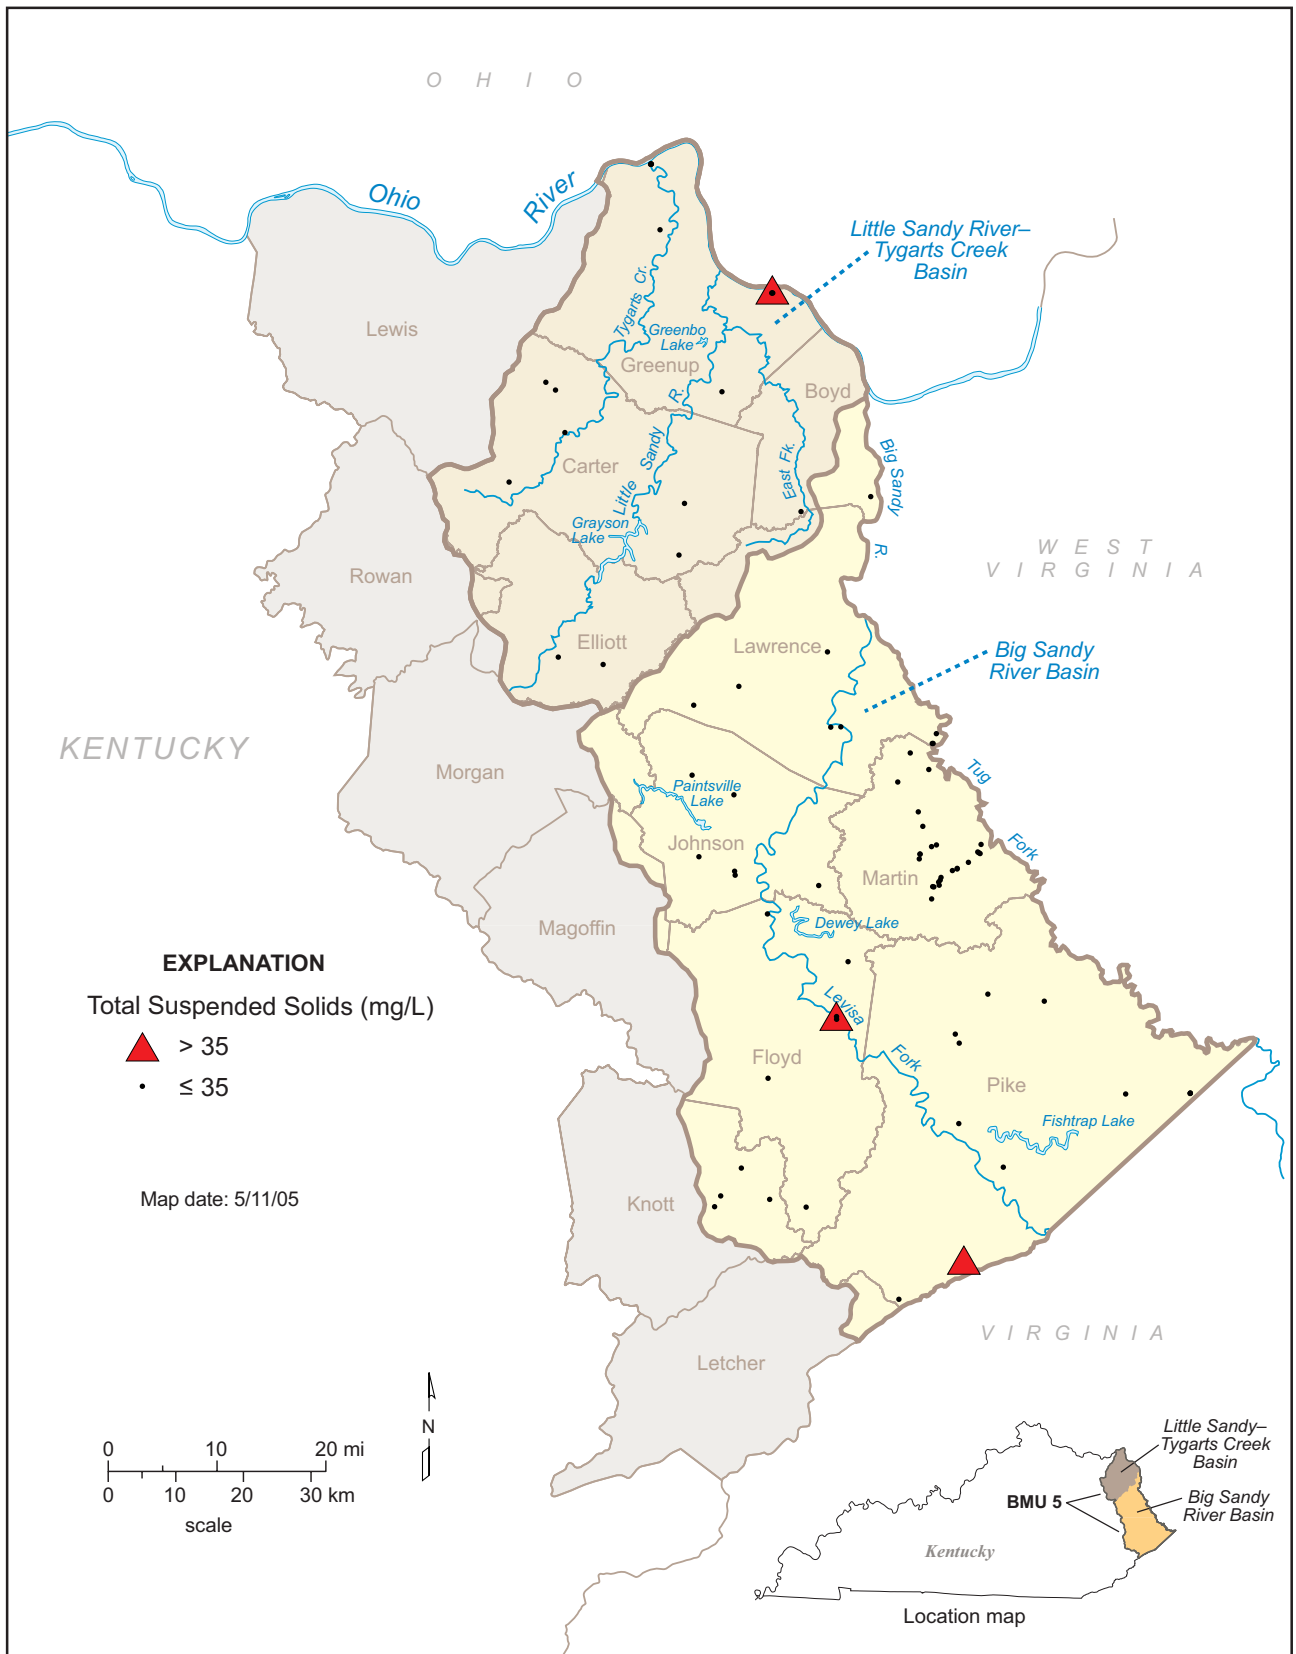 O H I O
Ohio
River
Little Sandy River–
Tygarts Creek
Basin
Lewis
Tygarts Cr.
Greenbo
Lake
Greenup
Boyd
R.
Sandy
Little
Carter
East Fk.
Big Sandy
R.
Grayson
Lake
WEST
VIRGINIA
Rowan
Elliott
Lawrence
Big Sandy
River Basin
KENTUCKY
Morgan
Tug
Fork
Paintsville
Lake
Johnson
Martin
Magoffin
Dewey Lake
EXPLANATION
Total Suspended Solids (mg/L)
> 35
≤ 35
Levisa
Fork
Floyd
Pike
Fishtrap Lake
Map date: 5/11/05
Knott
VIRGINIA
Letcher
N
0 10 20 mi
0 10 20 30 km
scale
Little Sandy–
Tygarts Creek
Basin
BMU 5
Big Sandy
River Basin
Kentucky
Location map